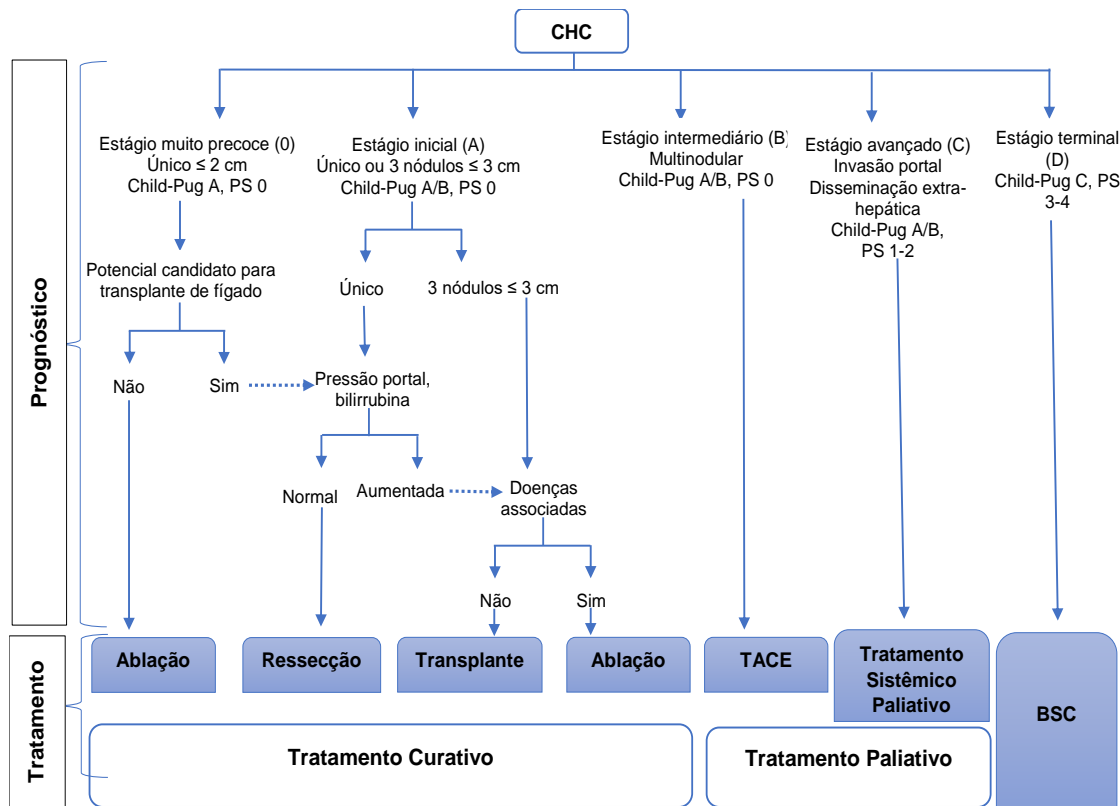 CHC
Prognóstico
Estágio muito precoce (0)
Único ≤ 2 cm
Child-Pug A, PS 0
Estágio inicial (A)
Único ou 3 nódulos ≤ 3 cm
Child-Pug A/B, PS 0
Estágio intermediário (B)
Multinodular
Child-Pug A/B, PS 0
Estágio avançado (C)
Invasão portal
Disseminação extra-
hepática
Child-Pug A/B,
PS 1-2
Estágio terminal
(D)
Child-Pug C, PS
3-4
Potencial candidato para
transplante de fígado
Único
3 nódulos ≤ 3 cm
Não
Sim
Pressão portal,
bilirrubina
Normal
Aumentada
Doenças
associadas
Não
Sim
Tratamento
Ablação
Ressecção
Transplante
Ablação
TACE
Tratamento
Sistêmico
Paliativo
BSC
Tratamento Curativo
Tratamento Paliativo